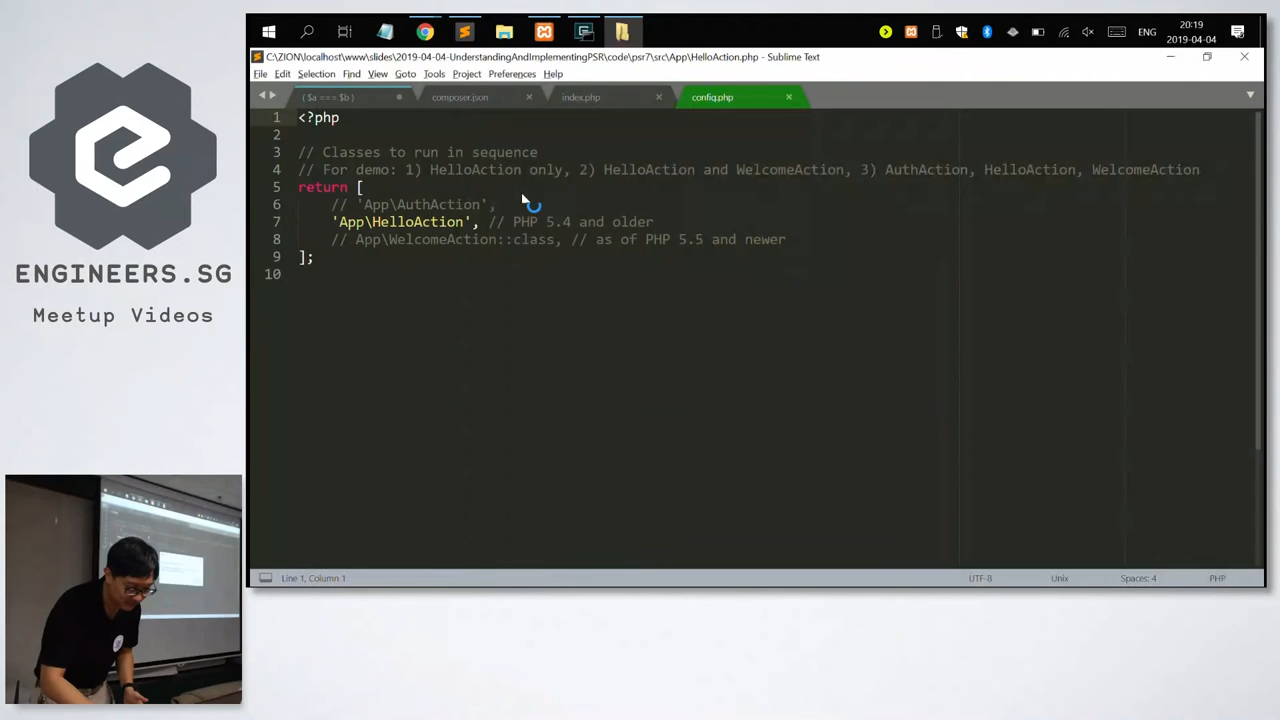 20:19
ENG
2019-04-04
C:\ZION\localhost\www\slides\2019-04-04-UnderstandingAndImplementingPSR\code\psr7\src\App\HelloAction.php - Sublime Text
File Edit Selection Find View Goto Tools Project Preferences Help
( $a === $b ) composer.json index.php config.php
1 <?php
2
3 // Classes to run in sequence
4 // For demo: 1) HelloAction only, 2) HelloAction and WelcomeAction, 3) AuthAction, HelloAction, WelcomeAction
5 return [
6 // 'App\AuthAction',
7 'App\HelloAction', // PHP 5.4 and older
8 // App\WelcomeAction::class, // as of PHP 5.5 and newer
9 ];
10
Line 1, Column 1 UTF-8 Unix Spaces: 4 PHP
ENGINEERS.SG
Meetup Videos